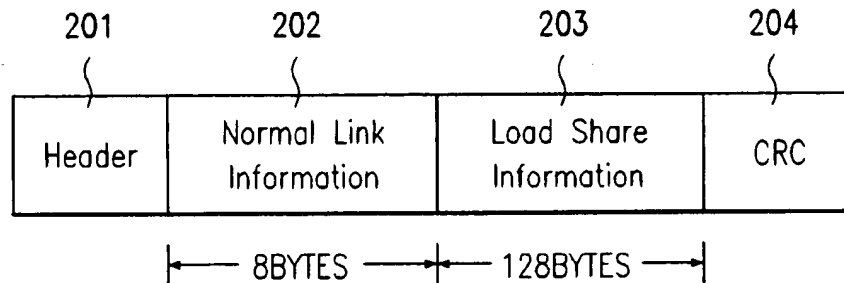 201 202 203 204
Header
Normal Link
Information
Load Share
Information
CRC
8BYTES 128BYTES